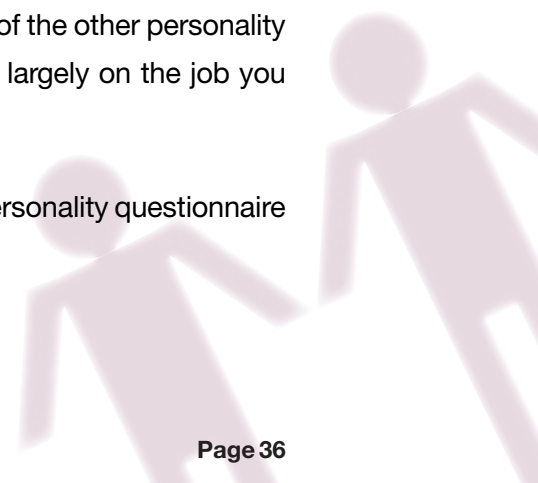 of the other personality
largely on the job you
ersonality questionnaire
Page 36